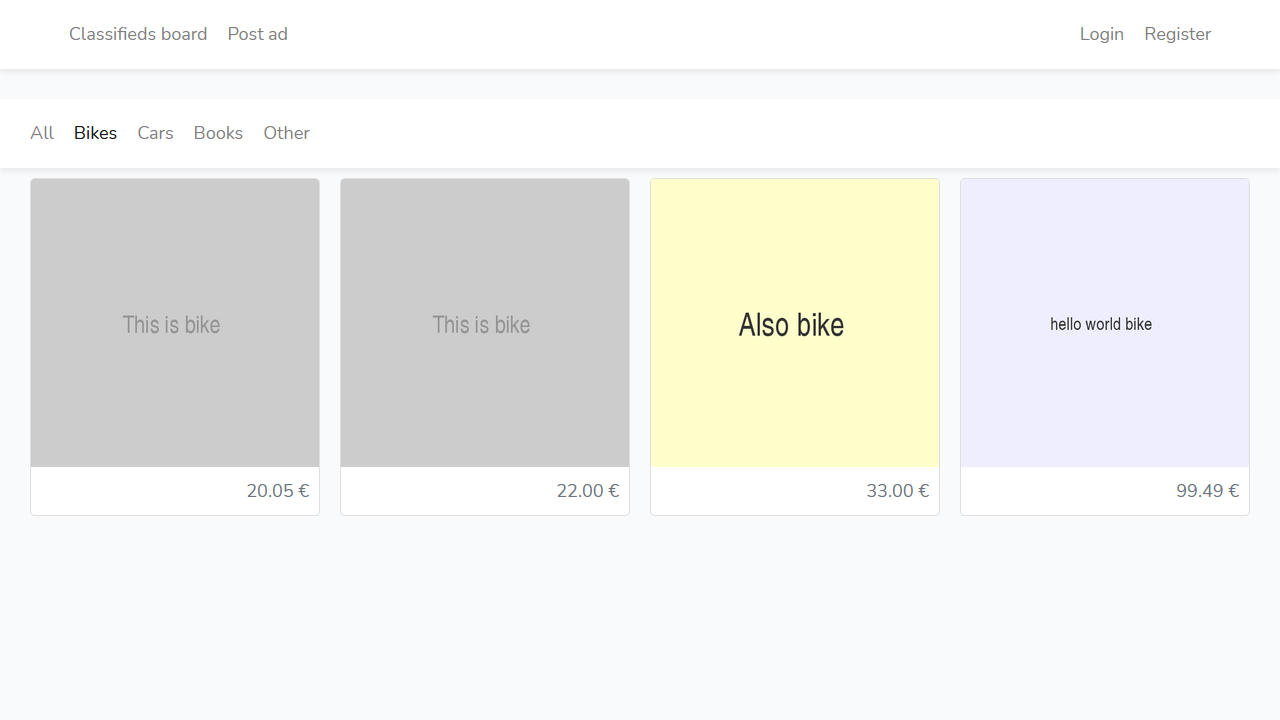 Classifieds board Post ad Login Register
All Bikes Cars Books Other
This is bike This is bike Also bike hello world bike
20.05 € 22.00 € 33.00 € 99.49 €